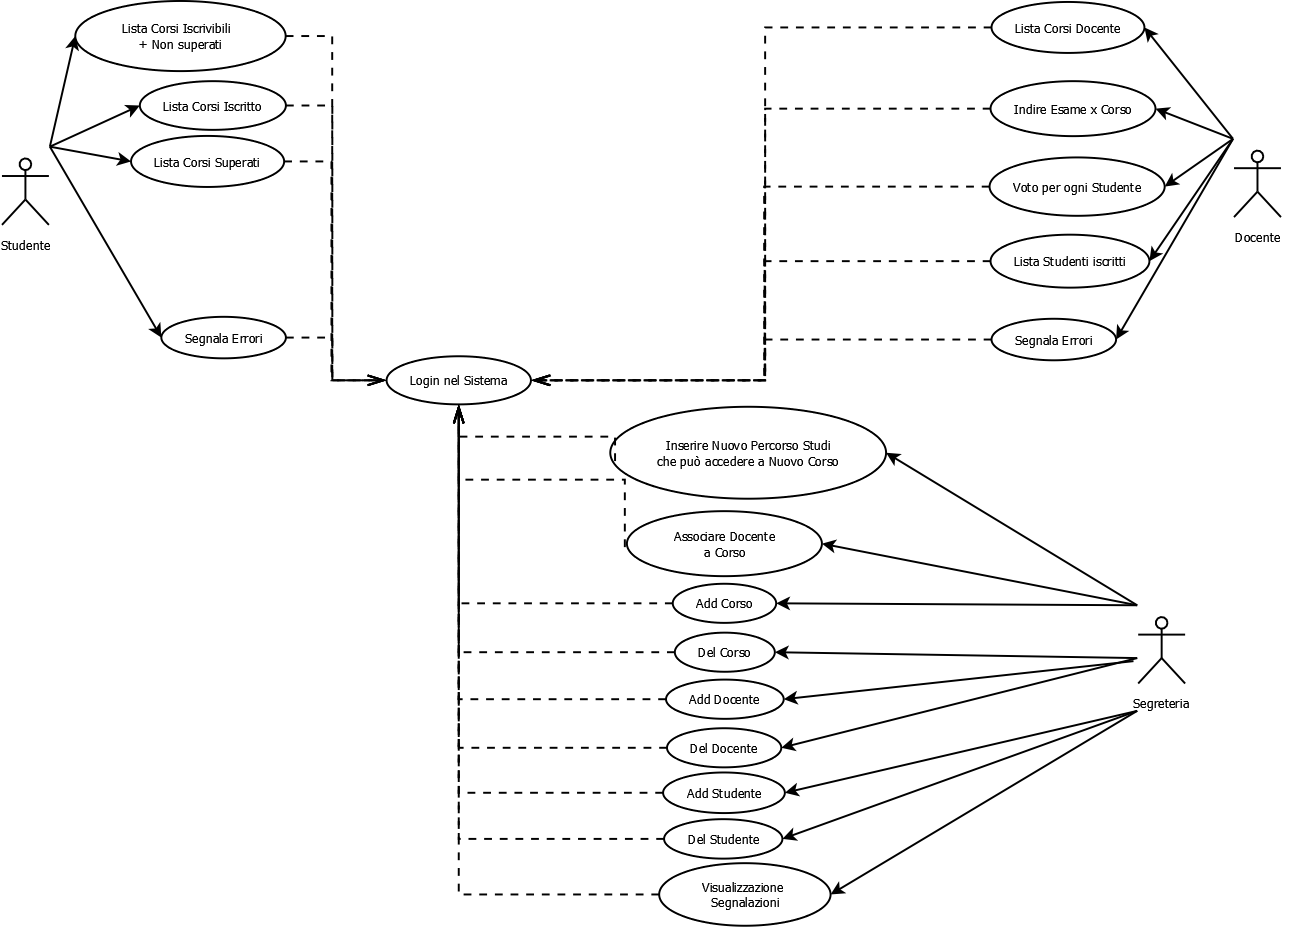 Lista Corsi Iscrivibili
+ Non superati
Lista Corsi Iscritto
Lista Corsi Superati
Studente
Segnala Errori
Lista Corsi Docente
Indire Esame x Corso
Voto per ogni Studente
Docente
Lista Studenti iscritti
Segnala Errori
Login nel Sistema
Inserire Nuovo Percorso Studi
che può accedere a Nuovo Corso
Associare Docente
a Corso
Add Corso
Del Corso
Add Docente
Segreteria
Del Docente
Add Studente
Del Studente
Visualizzazione
Segnalazioni